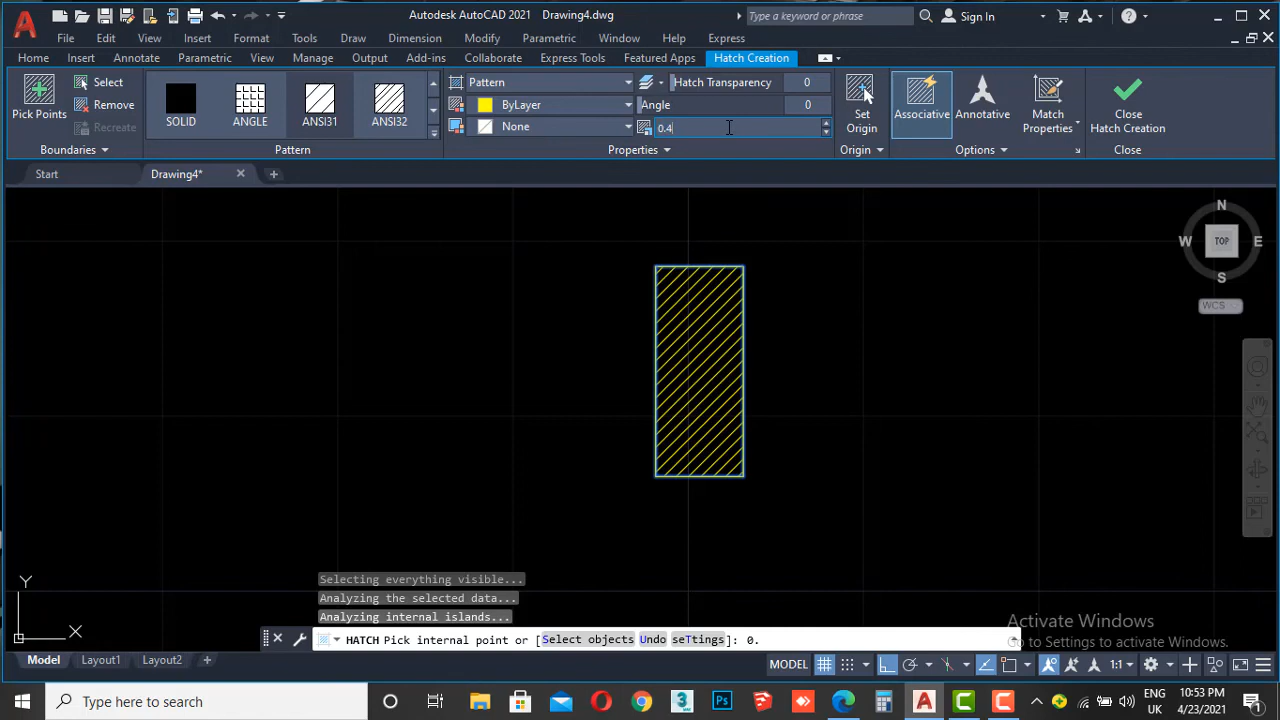 Autodesk AutoCAD 2021 Drawing4.dwg
Type a keyword or phrase
Sign In
File Edit View Insert Format Tools Draw Dimension Modify Parametric Window Help Express
Home Insert Annotate Parametric View Manage Output Add-ins Collaborate Express Tools Featured Apps Hatch Creation
Pick Points
Select
Remove
Recreate
Boundaries
SOLID
ANGLE
ANSI31
ANSI32
Pattern
Pattern
ByLayer
None
Hatch Transparency 0
Angle 0
0.4
Properties
Set
Origin
Origin
Associative
Annotative
Match
Properties
Options
Close
Hatch Creation
Close
Start
Drawing4*
N
W TOP E
S
WCS
Y
X
Selecting everything visible...
Analyzing the selected data...
Analyzing internal islands...
HATCH Pick internal point or [Select objects Undo seTtings]: 0.
Activate Windows
Go to Settings to activate Windows.
Model Layout1 Layout2
MODEL
1:1
Type here to search
Ps
ENG
UK
10:53 PM
4/23/2021